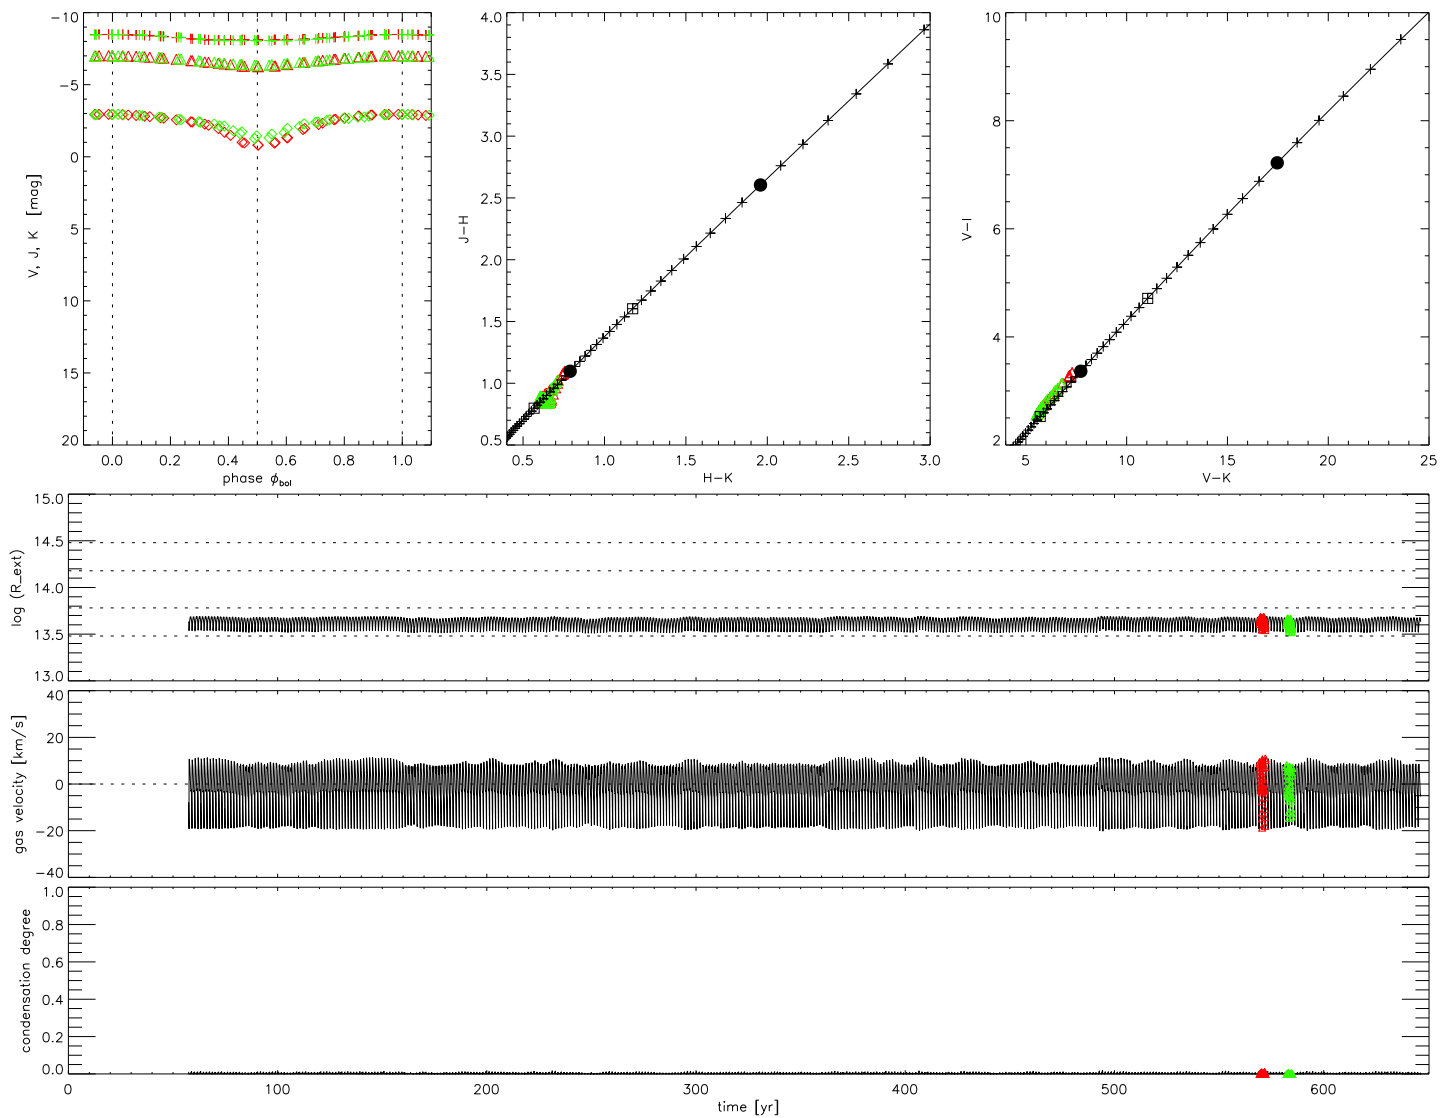 -10
-5
0
5
10
15
20
V, J, K [mag]
0.0 0.2 0.4 0.6 0.8 1.0
phase ϕbol
4.0
3.5
3.0
2.5
2.0
1.5
1.0
0.5
J-H
0.5 1.0 1.5 2.0 2.5 3.0
H-K
10
8
6
4
2
V-I
5 10 15 20 25
V-K
15.0
14.5
14.0
13.5
13.0
log (R_ext)
40
20
0
-20
-40
gas velocity [km/s]
1.0
0.8
0.6
0.4
0.2
0.0
condensation degree
0 100 200 300 400 500 600
time [yr]